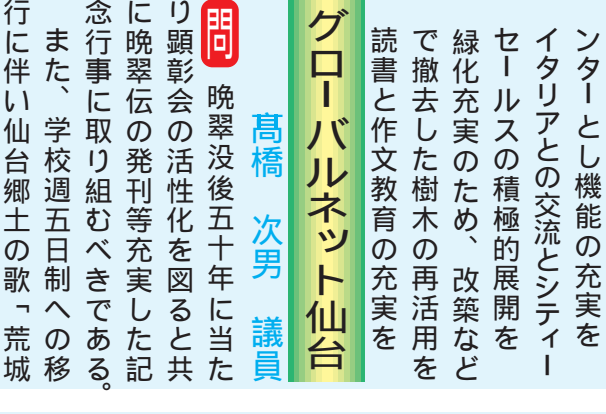 ンターとし機能の充実を
イタリアとの交流とシティー
セールスの積極的展開を
緑化充実のため、改築など
で撤去した樹木の再活用を
読書と作文教育の充実を
グローバルネット仙台
髙橋 次男 議員
問 晩翠没後五十年に当た
り顕彰会の活性化を図ると共
に晩翠伝の発刊等充実した記
念行事に取り組むべきである。
また、学校週五日制への移
行に伴い仙台郷土の歌「荒城